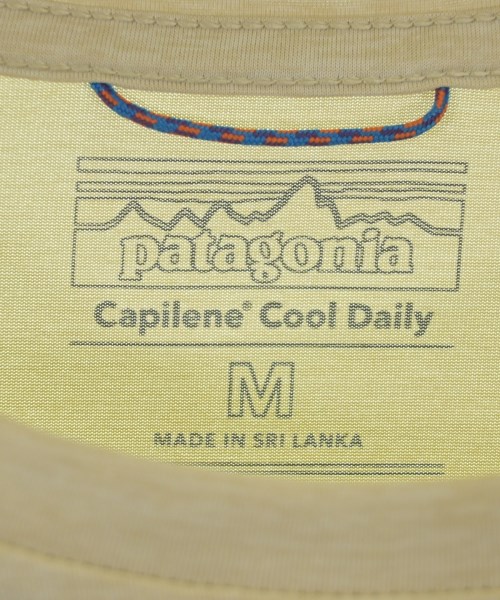 patagonia
Capilene® Cool Daily
M
MADE IN SRI LANKA